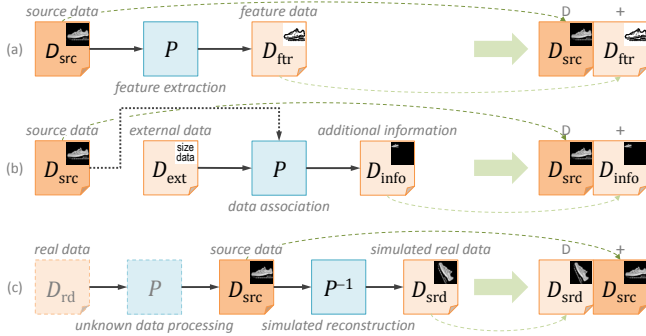 source data feature data D +
(a) D_src P D_ftr D_src D_ftr
feature extraction
source data external data additional information D +
size
data
(b) D_src D_ext P D_info D_src D_info
data association
real data source data simulated real data D +
(c) D_rd P D_src P⁻¹ D_srd D_srd D_src
unknown data processing simulated reconstruction